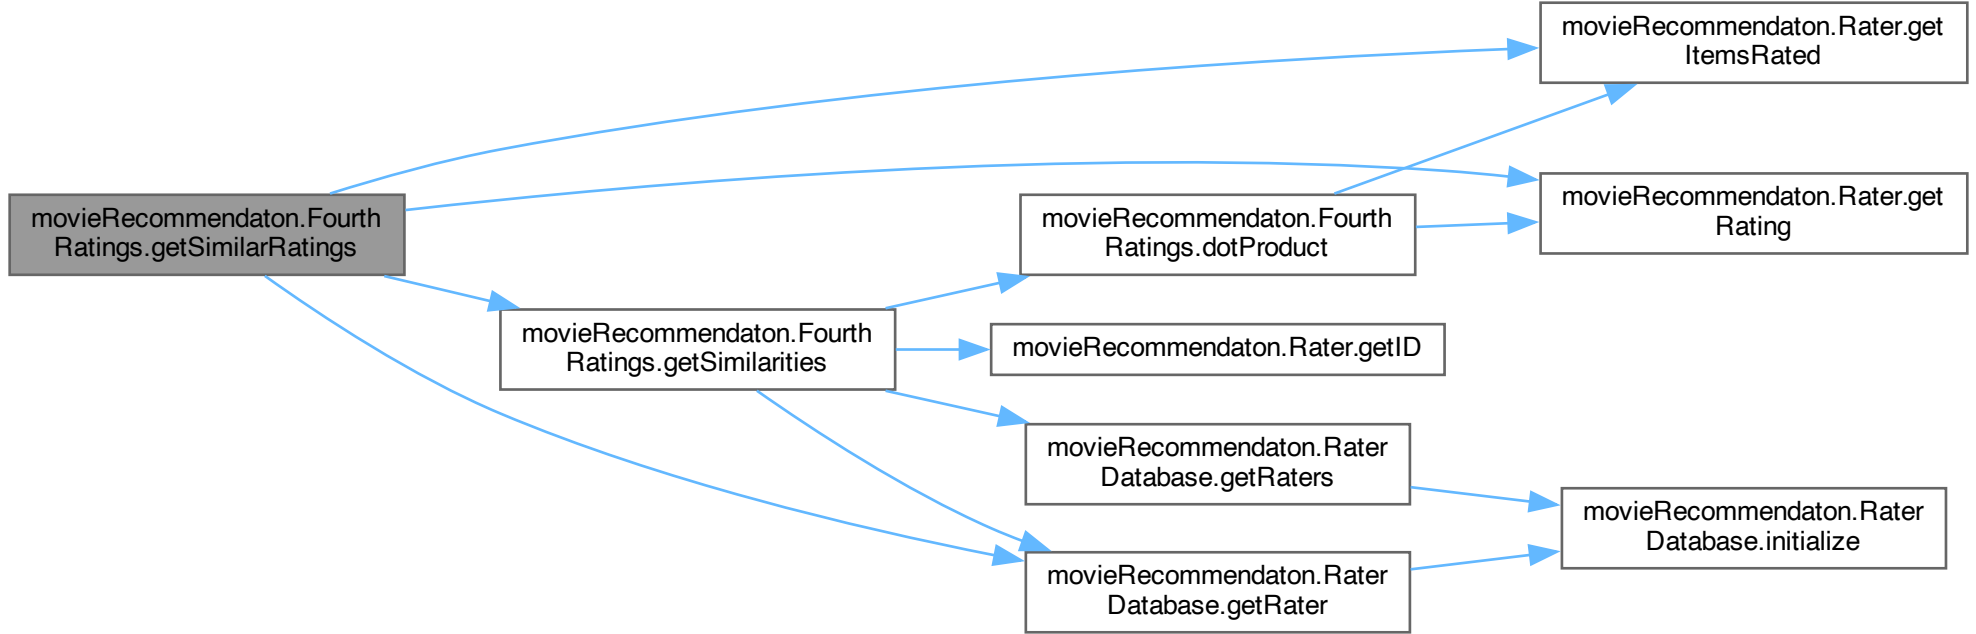 movieRecommendaton.Rater.get
ItemsRated
movieRecommendaton.Fourth
Ratings.getSimilarRatings
movieRecommendaton.Fourth
Ratings.dotProduct
movieRecommendaton.Rater.get
Rating
movieRecommendaton.Fourth
Ratings.getSimilarities
movieRecommendaton.Rater.getID
movieRecommendaton.Rater
Database.getRaters
movieRecommendaton.Rater
Database.initialize
movieRecommendaton.Rater
Database.getRater